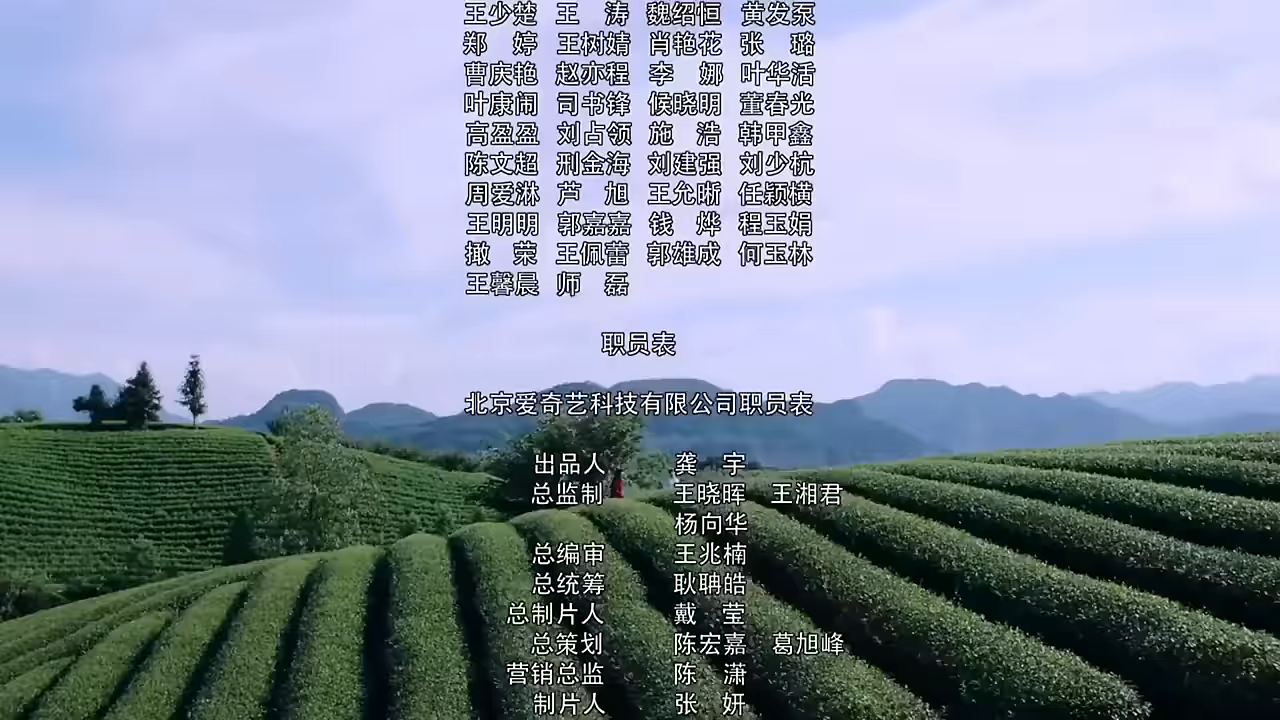 王少楚 王　涛 魏绍恒 黄发泵
郑　婷 王树婧 肖艳花 张　璐
曹庆艳 赵亦程 李　娜 叶华活
叶康闹 司书锋 候晓明 董春光
高盈盈 刘占领 施　浩 韩甲鑫
陈文超 刑金海 刘建强 刘少杭
周爱淋 芦　旭 王允晰 任颖横
王明明 郭嘉嘉 钱　烨 程玉娟
撖　荣 王佩蕾 郭雄成 何玉林
王馨晨 师　磊
职员表
北京爱奇艺科技有限公司职员表
出品人 龚　宇
总监制 王晓晖 王湘君
杨向华
总编审 王兆楠
总统筹 耿聃皓
总制片人 戴　莹
总策划 陈宏嘉 葛旭峰
营销总监 陈　潇
制片人 张　妍